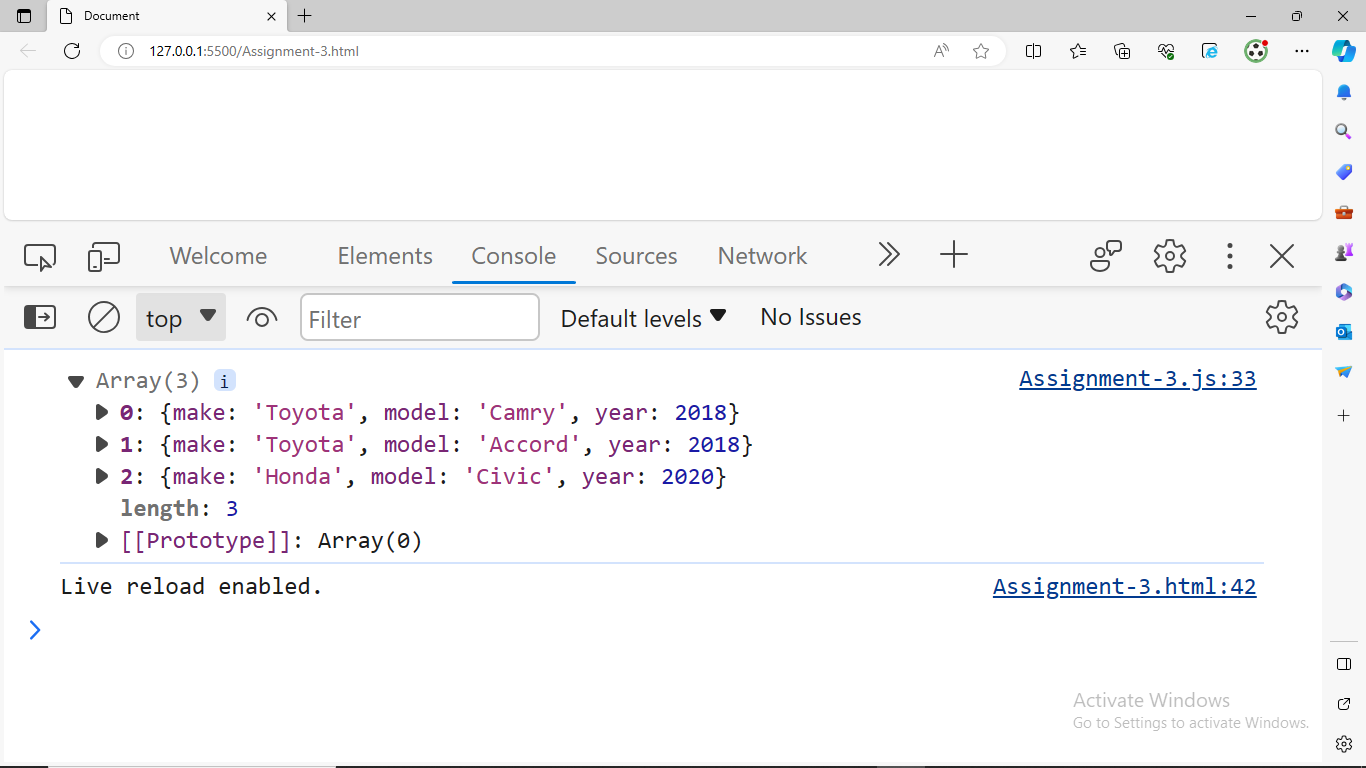 Document
127.0.0.1:5500/Assignment-3.html
Welcome Elements Console Sources Network
top Filter Default levels No Issues
Array(3) i Assignment-3.js:33
0: {make: 'Toyota', model: 'Camry', year: 2018}
1: {make: 'Toyota', model: 'Accord', year: 2018}
2: {make: 'Honda', model: 'Civic', year: 2020}
length: 3
[[Prototype]]: Array(0)
Live reload enabled. Assignment-3.html:42
Activate Windows
Go to Settings to activate Windows.